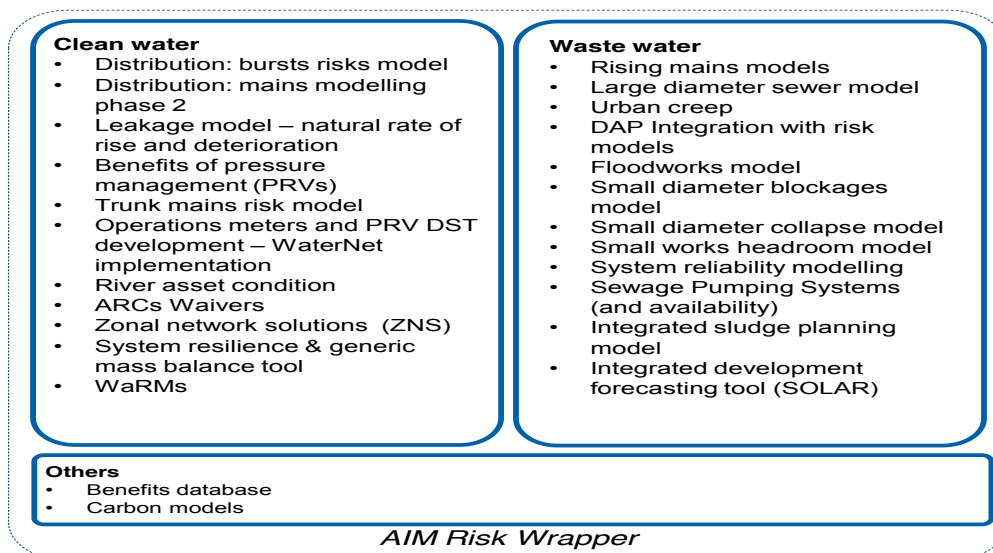 Clean water
• Distribution: bursts risks model
• Distribution: mains modelling
phase 2
• Leakage model – natural rate of
rise and deterioration
• Benefits of pressure
management (PRVs)
• Trunk mains risk model
• Operations meters and PRV DST
development – WaterNet
implementation
• River asset condition
• ARCs Waivers
• Zonal network solutions (ZNS)
• System resilience & generic
mass balance tool
• WaRMs
Waste water
• Rising mains models
• Large diameter sewer model
• Urban creep
• DAP Integration with risk
models
• Floodworks model
• Small diameter blockages
model
• Small diameter collapse model
• Small works headroom model
• System reliability modelling
• Sewage Pumping Systems
(and availability)
• Integrated sludge planning
model
• Integrated development
forecasting tool (SOLAR)
Others
• Benefits database
• Carbon models
AIM Risk Wrapper